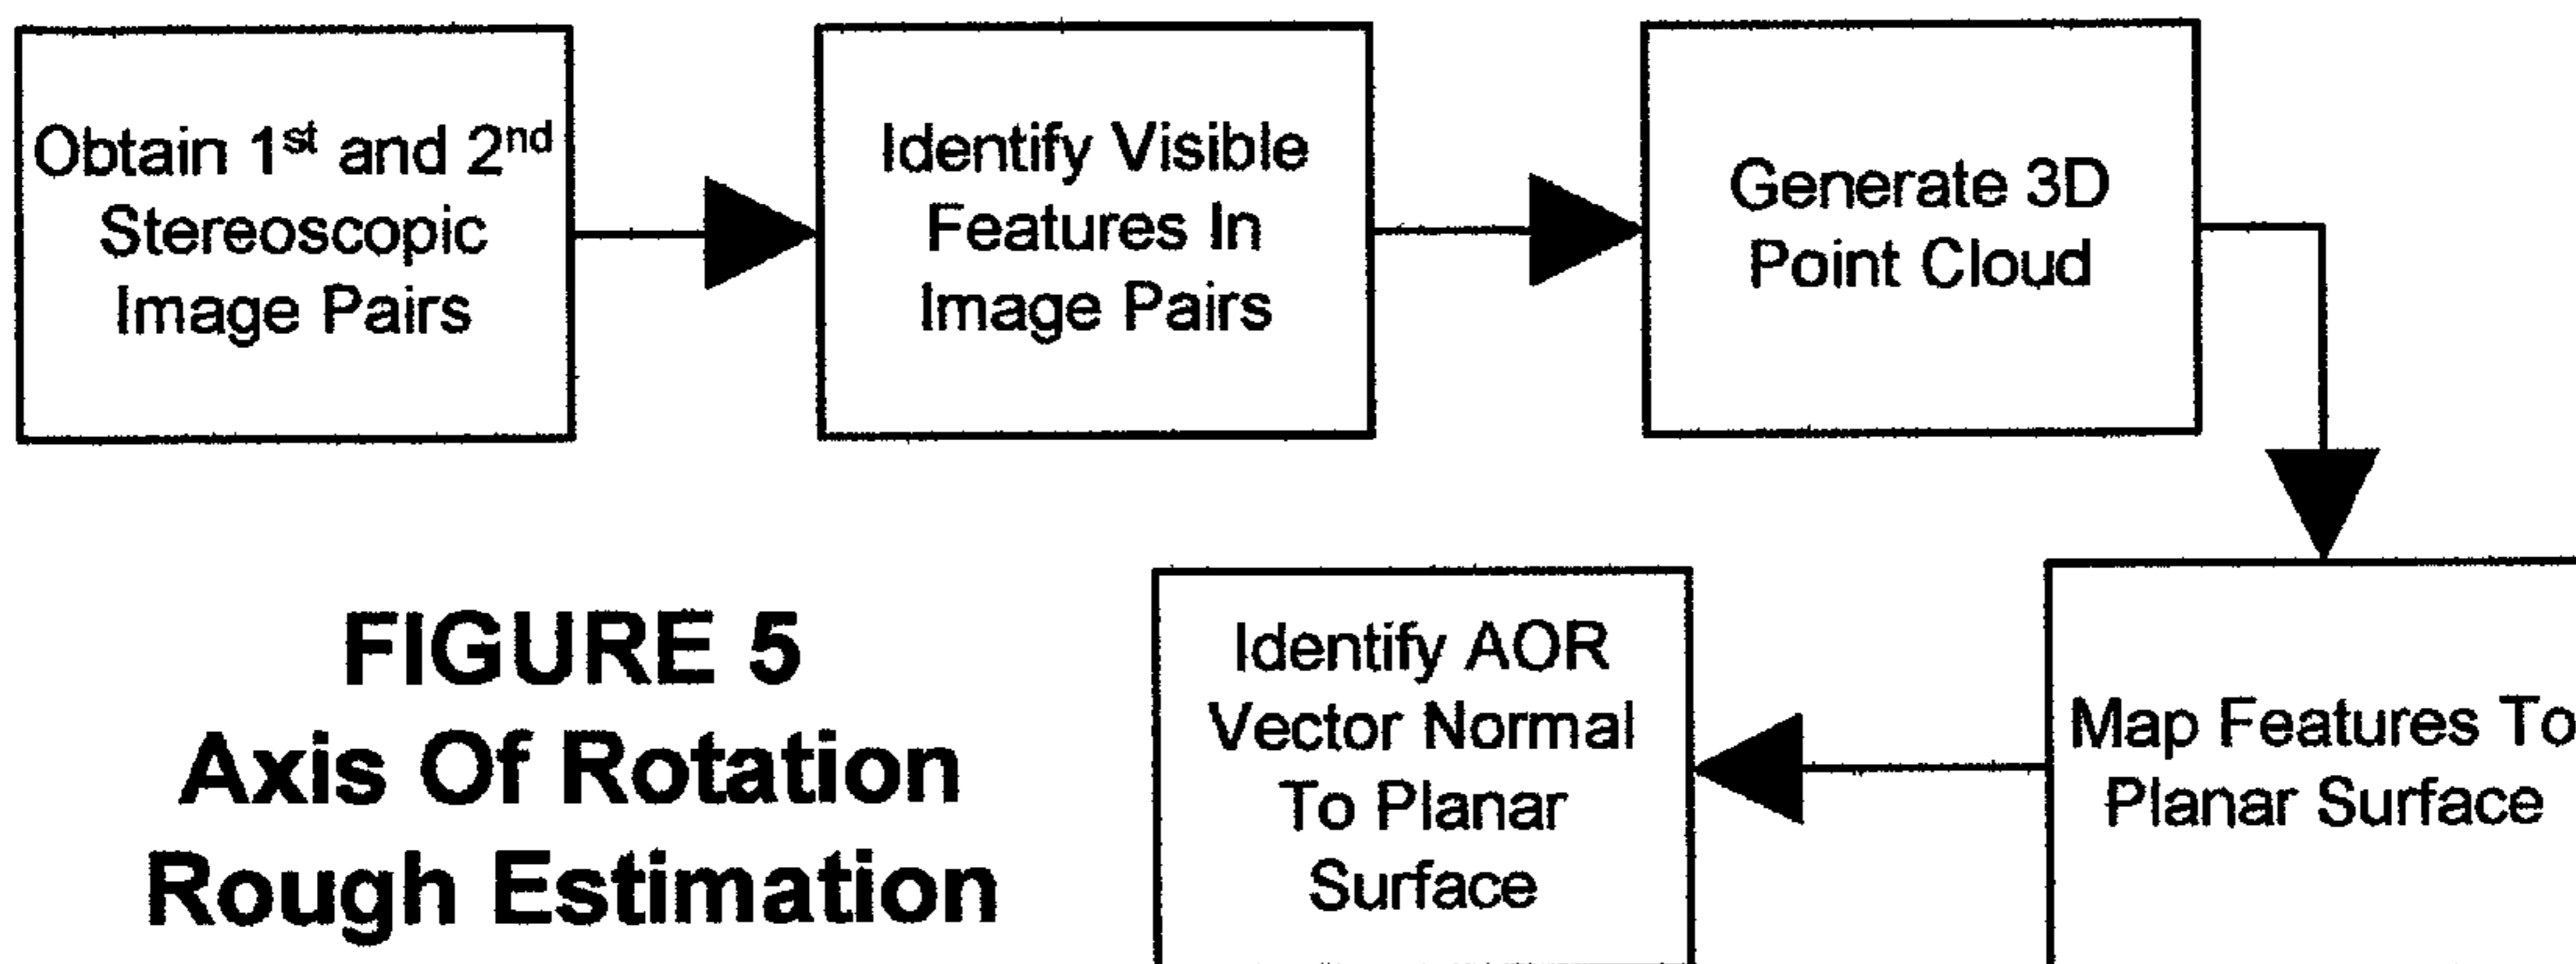 Obtain 1st and 2nd
Stereoscopic
Image Pairs
Identify Visible
Features In
Image Pairs
Generate 3D
Point Cloud
Map Features To
Planar Surface
Identify AOR
Vector Normal
To Planar
Surface
FIGURE 5
Axis Of Rotation
Rough Estimation